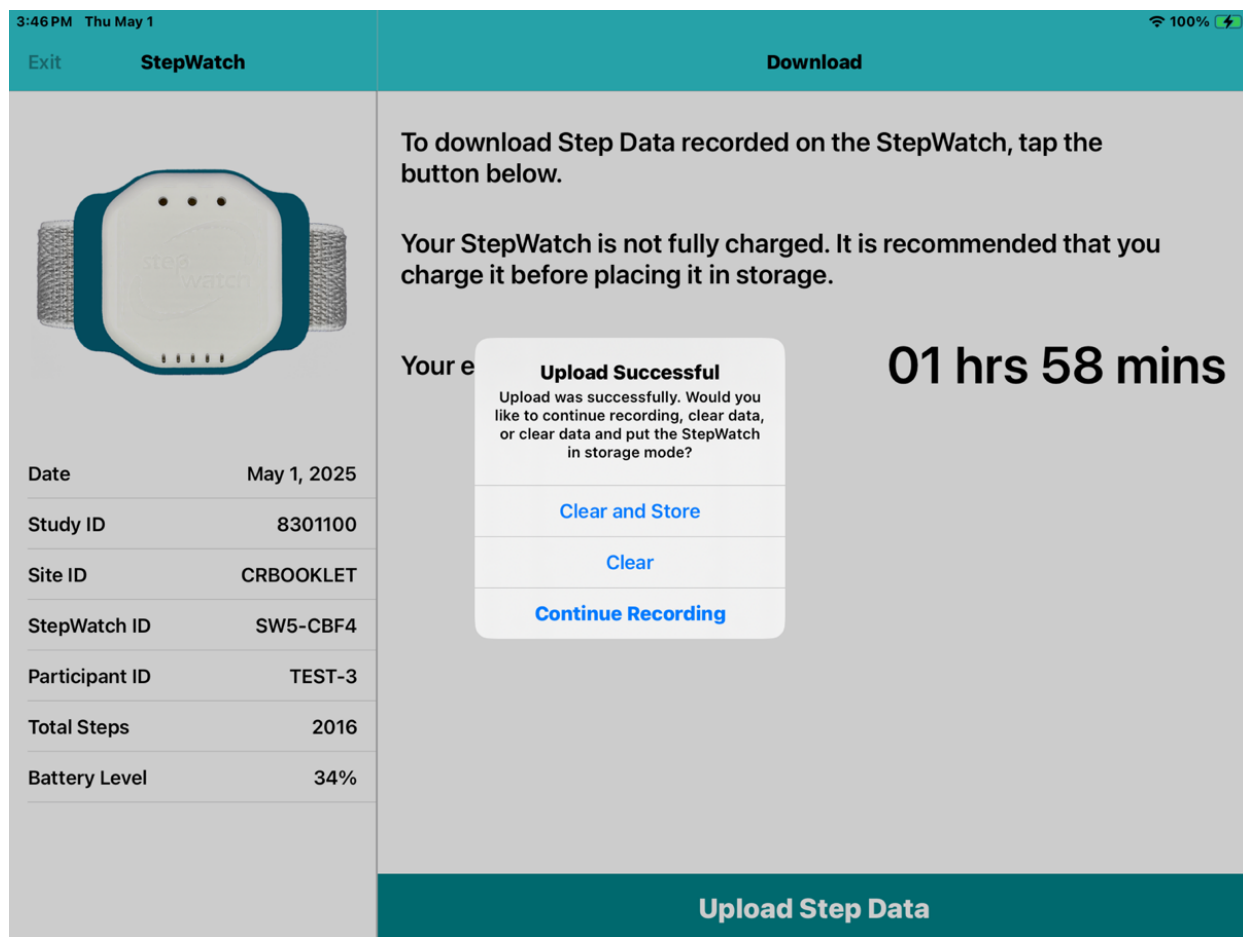 3:46 PM Thu May 1
100%
Exit
StepWatch
Download
step
watch
Date May 1, 2025
Study ID 8301100
Site ID CRBOOKLET
StepWatch ID SW5-CBF4
Participant ID TEST-3
Total Steps 2016
Battery Level 34%
To download Step Data recorded on the StepWatch, tap the
button below.
Your StepWatch is not fully charged. It is recommended that you
charge it before placing it in storage.
Your e
01 hrs 58 mins
Upload Successful
Upload was successfully. Would you
like to continue recording, clear data,
or clear data and put the StepWatch
in storage mode?
Clear and Store
Clear
Continue Recording
Upload Step Data